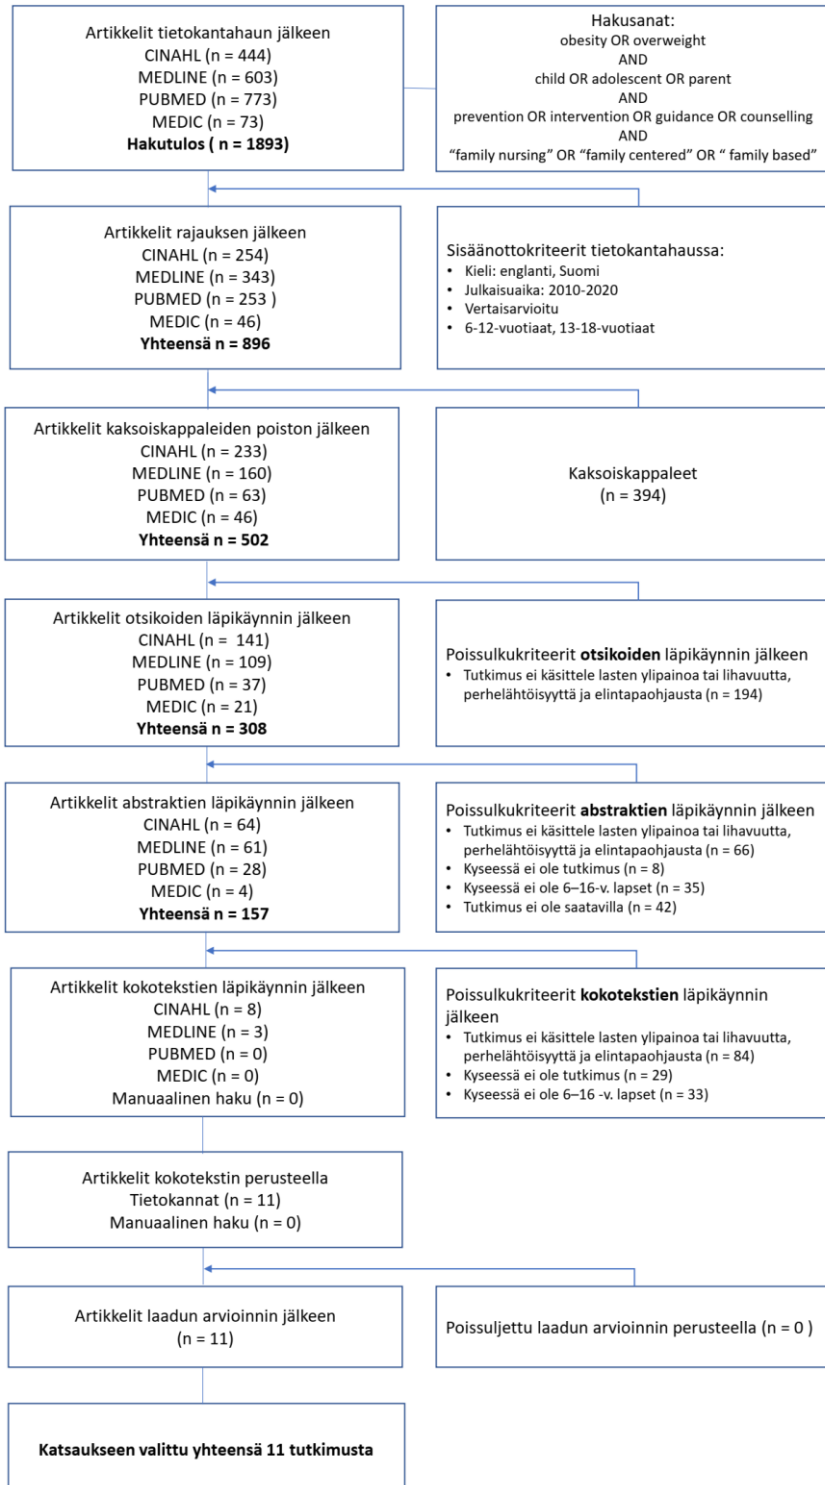 Artikkelit tietokantahaun jälkeen
CINAHL (n = 444)
MEDLINE (n = 603)
PUBMED (n = 773)
MEDIC (n = 73)
Hakutulos ( n = 1893)
Hakusanat:
obesity OR overweight
AND
child OR adolescent OR parent
AND
prevention OR intervention OR guidance OR counselling
AND
“family nursing” OR “family centered” OR “ family based”
Artikkelit rajauksen jälkeen
CINAHL (n = 254)
MEDLINE (n = 343)
PUBMED (n = 253 )
MEDIC (n = 46)
Yhteensä n = 896
Sisäänottokriteerit tietokantahaussa:
• Kieli: englanti, Suomi
• Julkaisuaika: 2010-2020
• Vertaisarvioitu
• 6-12-vuotiaat, 13-18-vuotiaat
Artikkelit kaksoiskappaleiden poiston jälkeen
CINAHL (n = 233)
MEDLINE (n = 160)
PUBMED (n = 63)
MEDIC (n = 46)
Yhteensä n = 502
Kaksoiskappaleet
(n = 394)
Artikkelit otsikoiden läpikäynnin jälkeen
CINAHL (n =  141)
MEDLINE (n = 109)
PUBMED (n = 37)
MEDIC (n = 21)
Yhteensä n = 308
Poissulkukriteerit otsikoiden läpikäynnin jälkeen
• Tutkimus ei käsittele lasten ylipainoa tai lihavuutta,
perhelähtöisyyttä ja elintapaohjausta (n = 194)
Artikkelit abstraktien läpikäynnin jälkeen
CINAHL (n = 64)
MEDLINE (n = 61)
PUBMED (n = 28)
MEDIC (n = 4)
Yhteensä n = 157
Poissulkukriteerit abstraktien läpikäynnin jälkeen
• Tutkimus ei käsittele lasten ylipainoa tai lihavuutta,
perhelähtöisyyttä ja elintapaohjausta (n = 66)
• Kyseessä ei ole tutkimus (n = 8)
• Kyseessä ei ole 6–16-v. lapset (n = 35)
• Tutkimus ei ole saatavilla (n = 42)
Artikkelit kokotekstien läpikäynnin jälkeen
CINAHL (n = 8)
MEDLINE (n = 3)
PUBMED (n = 0)
MEDIC (n = 0)
Manuaalinen haku (n = 0)
Poissulkukriteerit kokotekstien läpikäynnin
jälkeen
• Tutkimus ei käsittele lasten ylipainoa tai lihavuutta,
perhelähtöisyyttä ja elintapaohjausta (n = 84)
• Kyseessä ei ole tutkimus (n = 29)
• Kyseessä ei ole 6–16 -v. lapset (n = 33)
Artikkelit kokotekstin perusteella
Tietokannat (n = 11)
Manuaalinen haku (n = 0)
Artikkelit laadun arvioinnin jälkeen
(n = 11)
Poissuljettu laadun arvioinnin perusteella (n = 0 )
Katsaukseen valittu yhteensä 11 tutkimusta